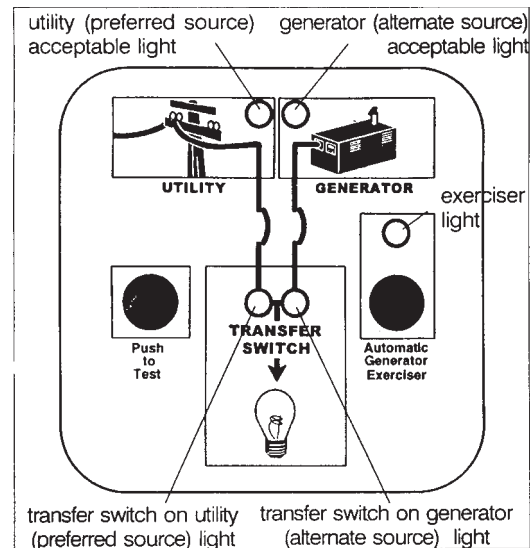 utility (preferred source)
acceptable light
generator (alternate source)
acceptable light
UTILITY
GENERATOR
exerciser
light
Push
to
Test
TRANSFER
SWITCH
Automatic
Generator
Exerciser
transfer switch on utility
(preferred source) light
transfer switch on generator
(alternate source) light